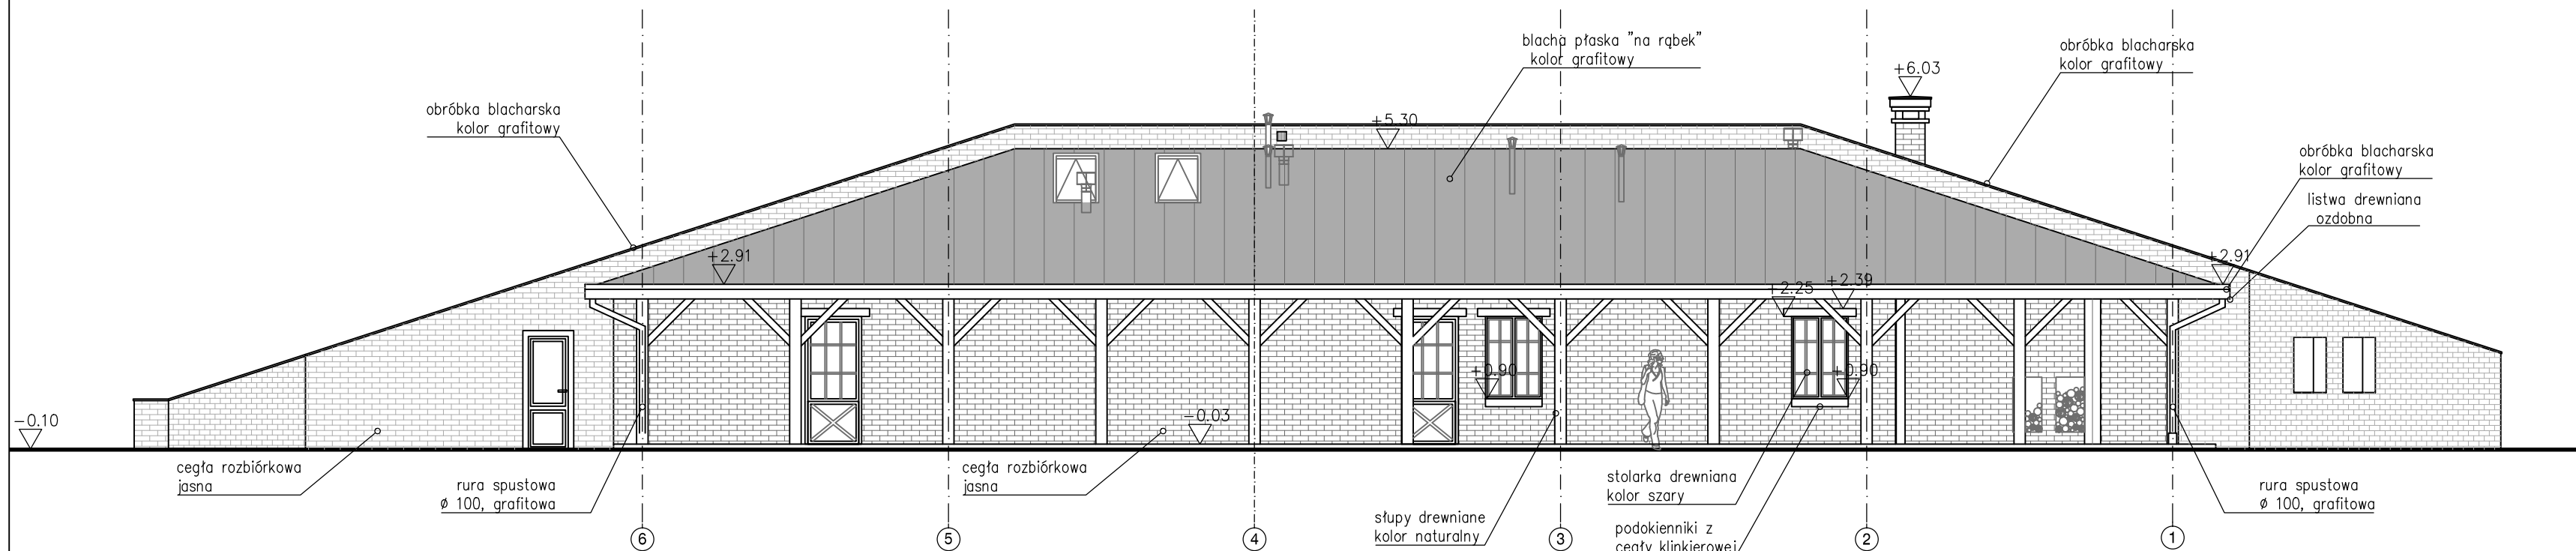 blacha płaska "na rąbek"
kolor grafitowy
obróbka blacharska
kolor grafitowy
+6.03
obróbka blacharska
kolor grafitowy
+5.30
obróbka blacharska
kolor grafitowy
listwa drewniana
ozdobna
+2.91
+2.91
+2.25
+2.39
+0.90
+0.90
-0.10
-0.03
cegła rozbiórkowa
jasna
rura spustowa
ø 100, grafitowa
cegła rozbiórkowa
jasna
stolarka drewniana
kolor szary
rura spustowa
ø 100, grafitowa
słupy drewniane
kolor naturalny
podokienniki z
cegły klinkierowej
6
5
4
3
2
1